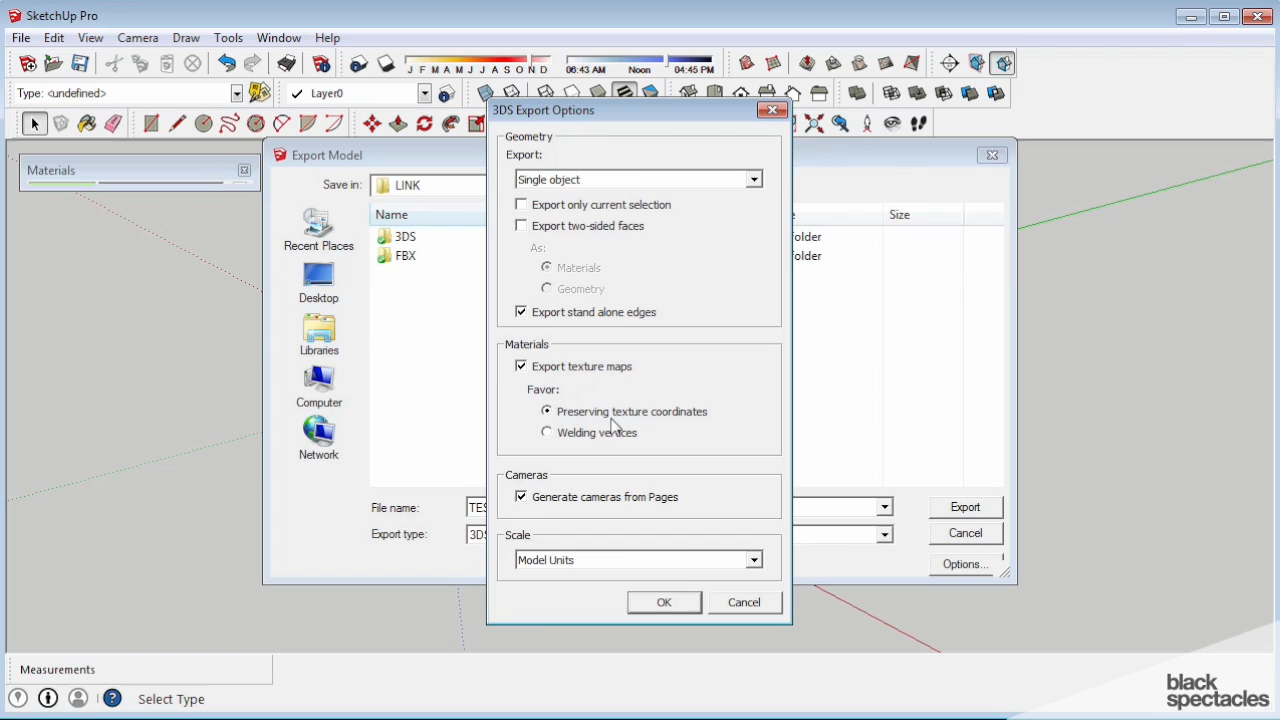 SketchUp Pro
File Edit View Camera Draw Tools Window Help
J F M A M J J A S O N D
06:43 AM Noon 04:45 PM
Type: <undefined>
Layer0
3DS Export Options
Geometry
Export:
Single object
Export only current selection
Export two-sided faces
As:
Materials
Geometry
Export stand alone edges
Materials
Export texture maps
Favor:
Preserving texture coordinates
Welding vertices
Cameras
Generate cameras from Pages
Scale
Model Units
OK Cancel
Materials
Export Model
Save in: LINK
Name Size
3DS
FBX
Recent Places
Desktop
Libraries
Computer
Network
File name: Export
Export type: Cancel
Options...
Measurements
Select Type
black
spectacles